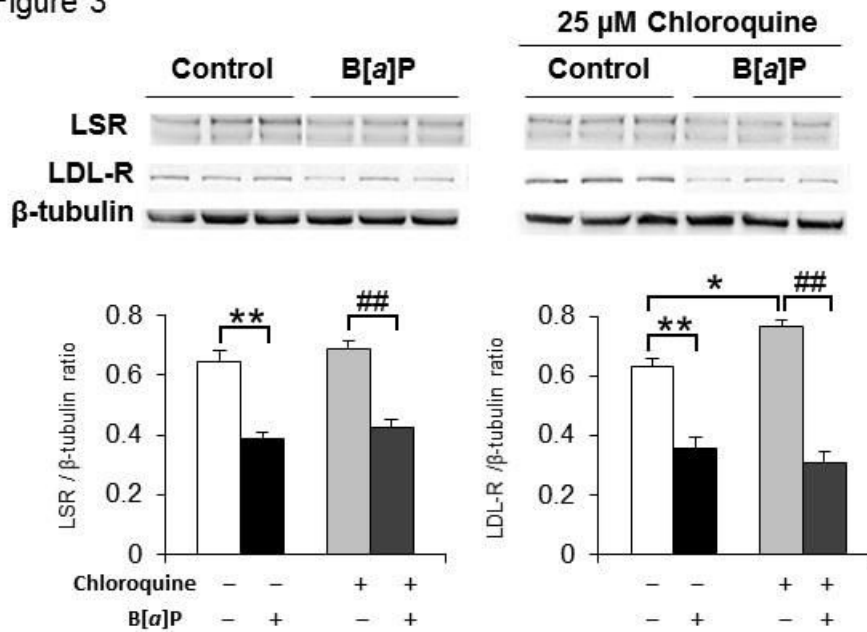 Figure 3
25 µM Chloroquine
Control B[a]P Control B[a]P
LSR
LDL-R
β-tubulin
** ## * ** ##
LSR / β-tubulin ratio
0.8
0.6
0.4
0.2
0
LDL-R /β-tubulin ratio
0.8
0.6
0.4
0.2
0
Chloroquine − − + + − − + +
B[a]P − + − + − + − +